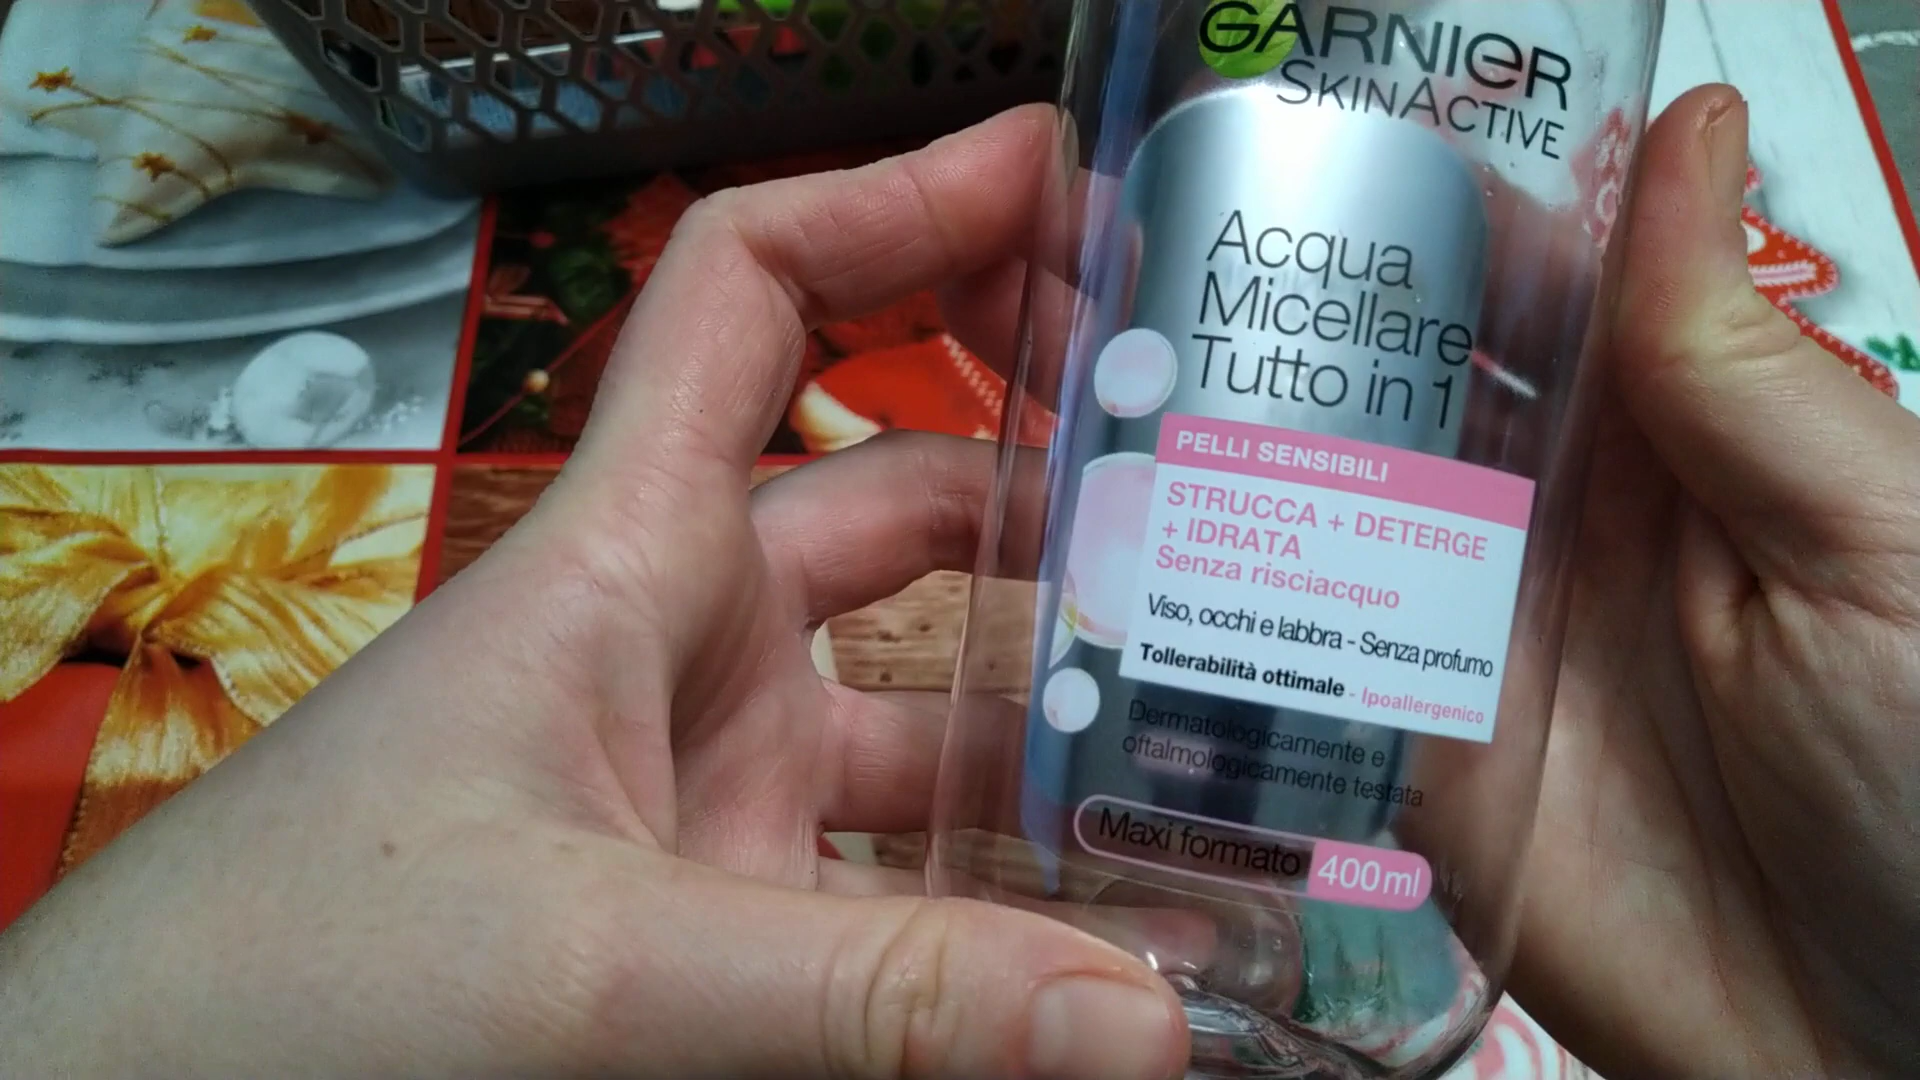 GARNIER
SKINACTIVE
Acqua
Micellare
Tutto in 1
PELLI SENSIBILI
STRUCCA + DETERGE
+ IDRATA
Senza risciacquo
Viso, occhi e labbra - Senza profumo
Tollerabilità ottimale - Ipoallergenico
Dermatologicamente e
oftalmologicamente testata
Maxi formato 400ml